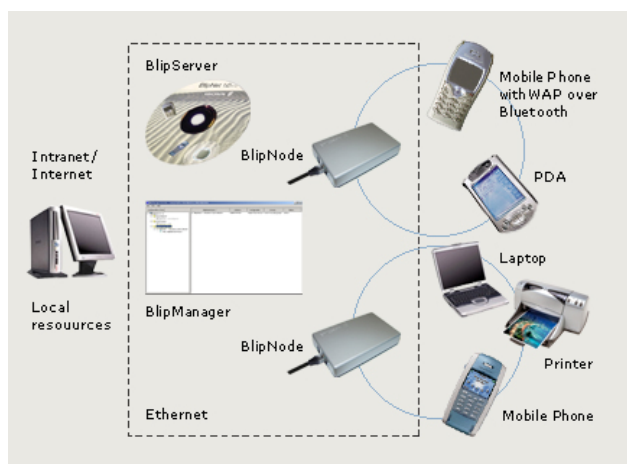 BlipServer
Mobile Phone
with WAP over
Bluetooth
BlipNode
Intranet/
Internet
PDA
Laptop
Local
resouurces
BlipManager
BlipNode
Printer
Ethernet
Mobile Phone